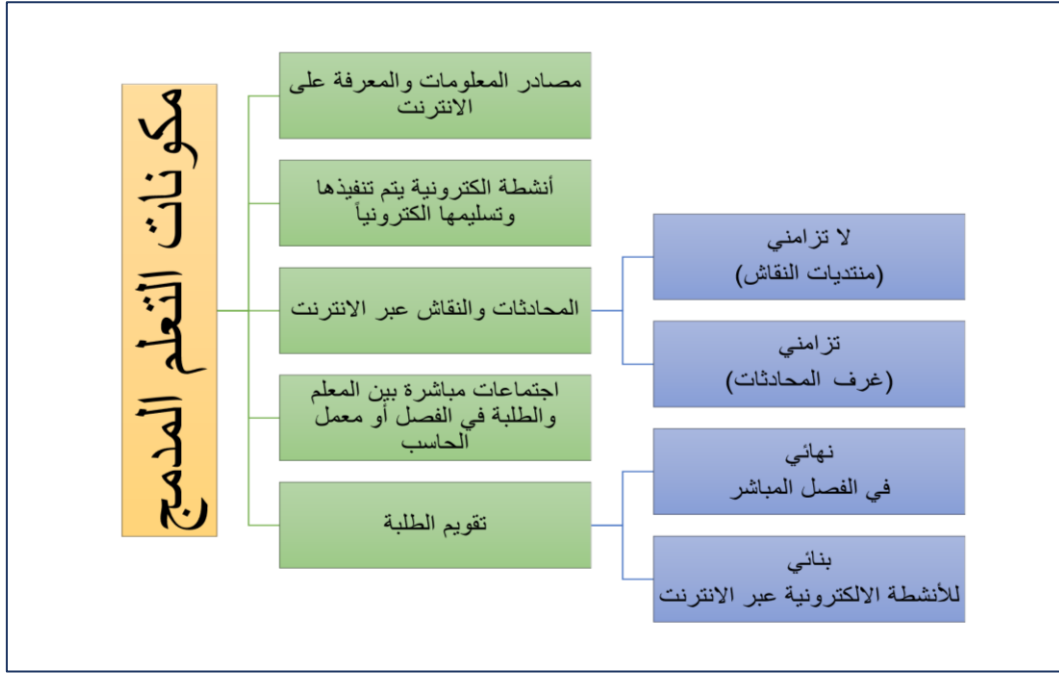 مكونات التعلم المدمج
مصادر المعلومات والمعرفة على
الانترنت
أنشطة الكترونية يتم تنفيذها
وتسليمها الكترونياً
المحادثات والنقاش عبر الانترنت
لا تزامني
(منتديات النقاش)
تزامني
(غرف المحادثات)
اجتماعات مباشرة بين المعلم
والطلبة في الفصل أو معمل
الحاسب
تقويم الطلبة
نهائي
في الفصل المباشر
بنائي
للأنشطة الالكترونية عبر الانترنت